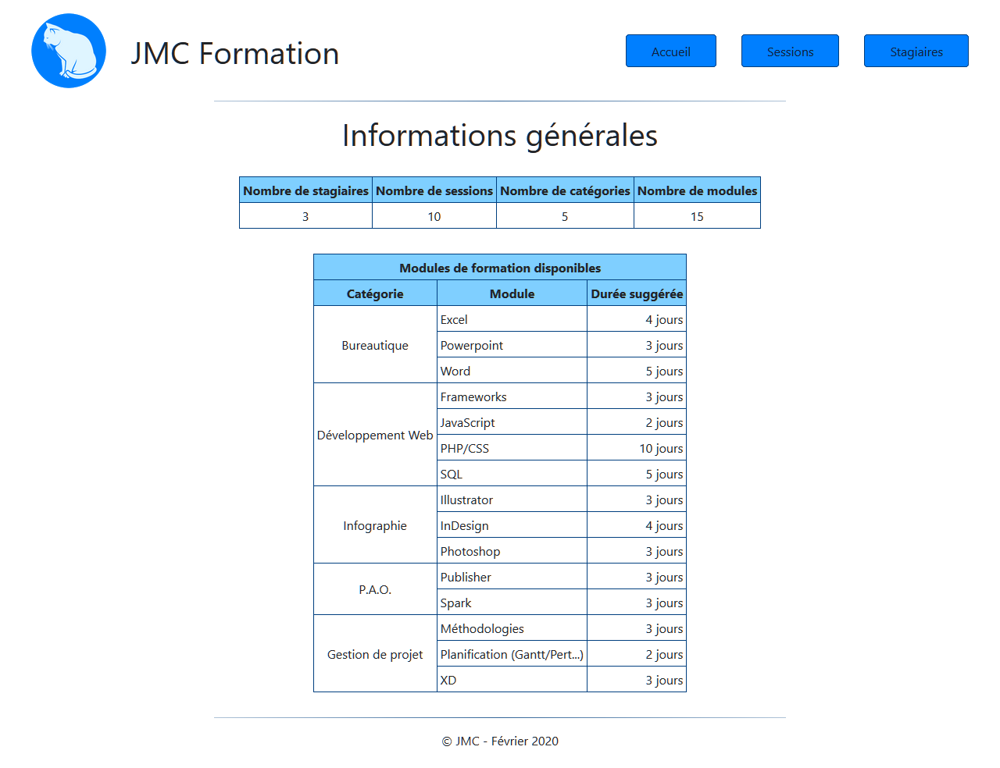 JMC Formation
Accueil Sessions Stagiaires
Informations générales
Nombre de stagiaires Nombre de sessions Nombre de catégories Nombre de modules
3 10 5 15
Modules de formation disponibles
Catégorie Module Durée suggérée
Bureautique
Excel 4 jours
Powerpoint 3 jours
Word 5 jours
Développement Web
Frameworks 3 jours
JavaScript 2 jours
PHP/CSS 10 jours
SQL 5 jours
Infographie
Illustrator 3 jours
InDesign 4 jours
Photoshop 3 jours
P.A.O.
Publisher 3 jours
Spark 3 jours
Gestion de projet
Méthodologies 3 jours
Planification (Gantt/Pert...) 2 jours
XD 3 jours
© JMC - Février 2020